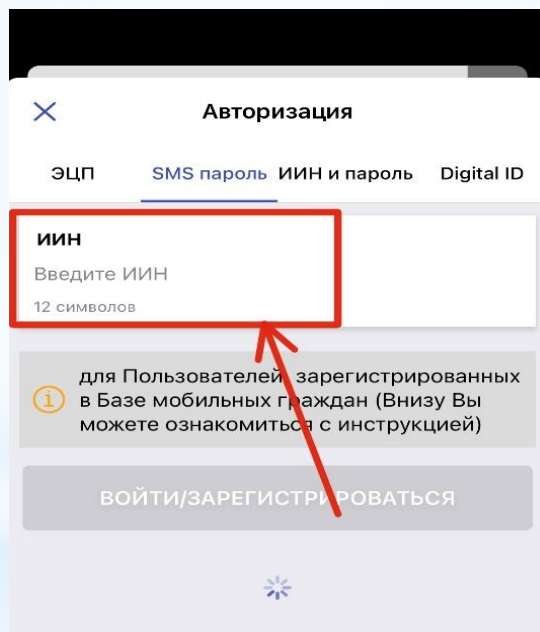 Авторизация
ЭЦП SMS пароль ИИН и пароль Digital ID
ИИН
Введите ИИН
12 символов
для Пользователей, зарегистрированных
в Базе мобильных граждан (Внизу Вы
можете ознакомиться с инструкцией)
ВОЙТИ/ЗАРЕГИСТРИРОВАТЬСЯ